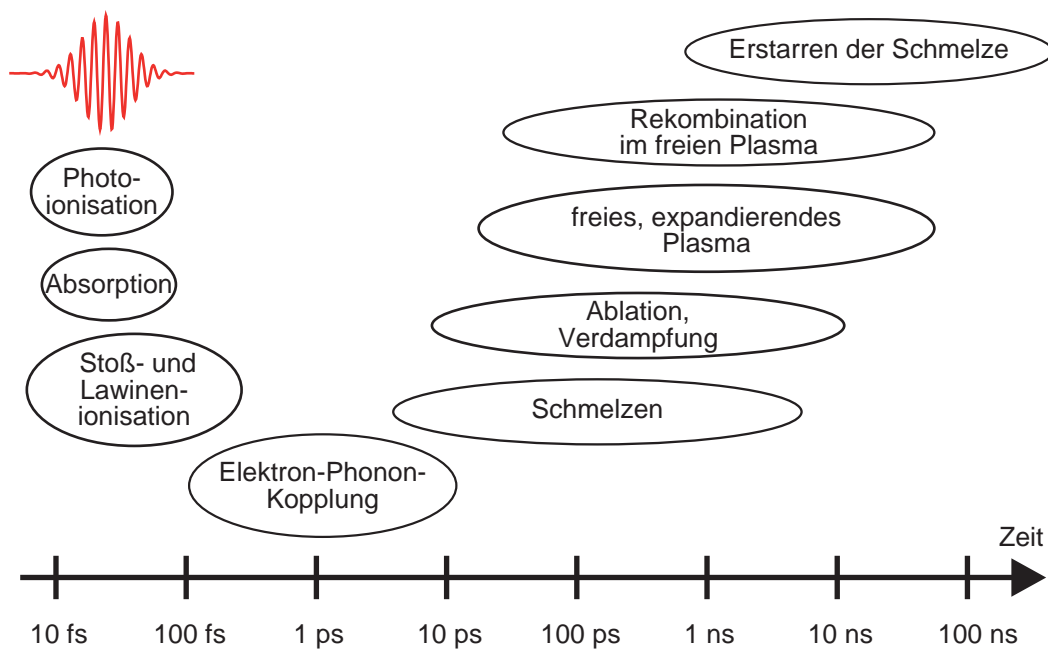 Erstarren der Schmelze
Rekombination
im freien Plasma
Photo-
ionisation
freies, expandierendes
Plasma
Absorption
Ablation,
Verdampfung
Stoß- und
Lawinen-
ionisation
Schmelzen
Elektron-Phonon-
Kopplung
Zeit
10 fs
100 fs
1 ps
10 ps
100 ps
1 ns
10 ns
100 ns